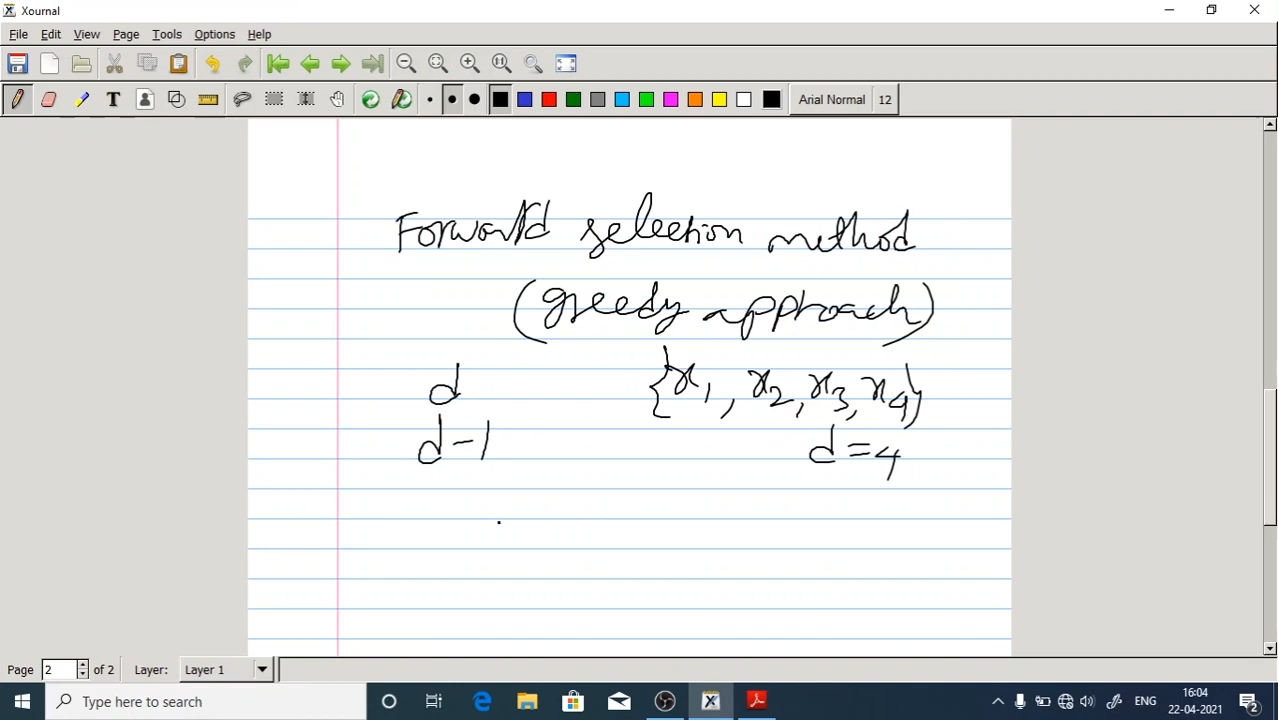 Xournal
File Edit View Page Tools Options Help
Arial Normal 12
Forward selection method
(greedy approach)
d {x1, x2, x3, x4}
d-1 d=4
Page 2 of 2 Layer: Layer 1
Type here to search
ENG
16:04
22-04-2021
2